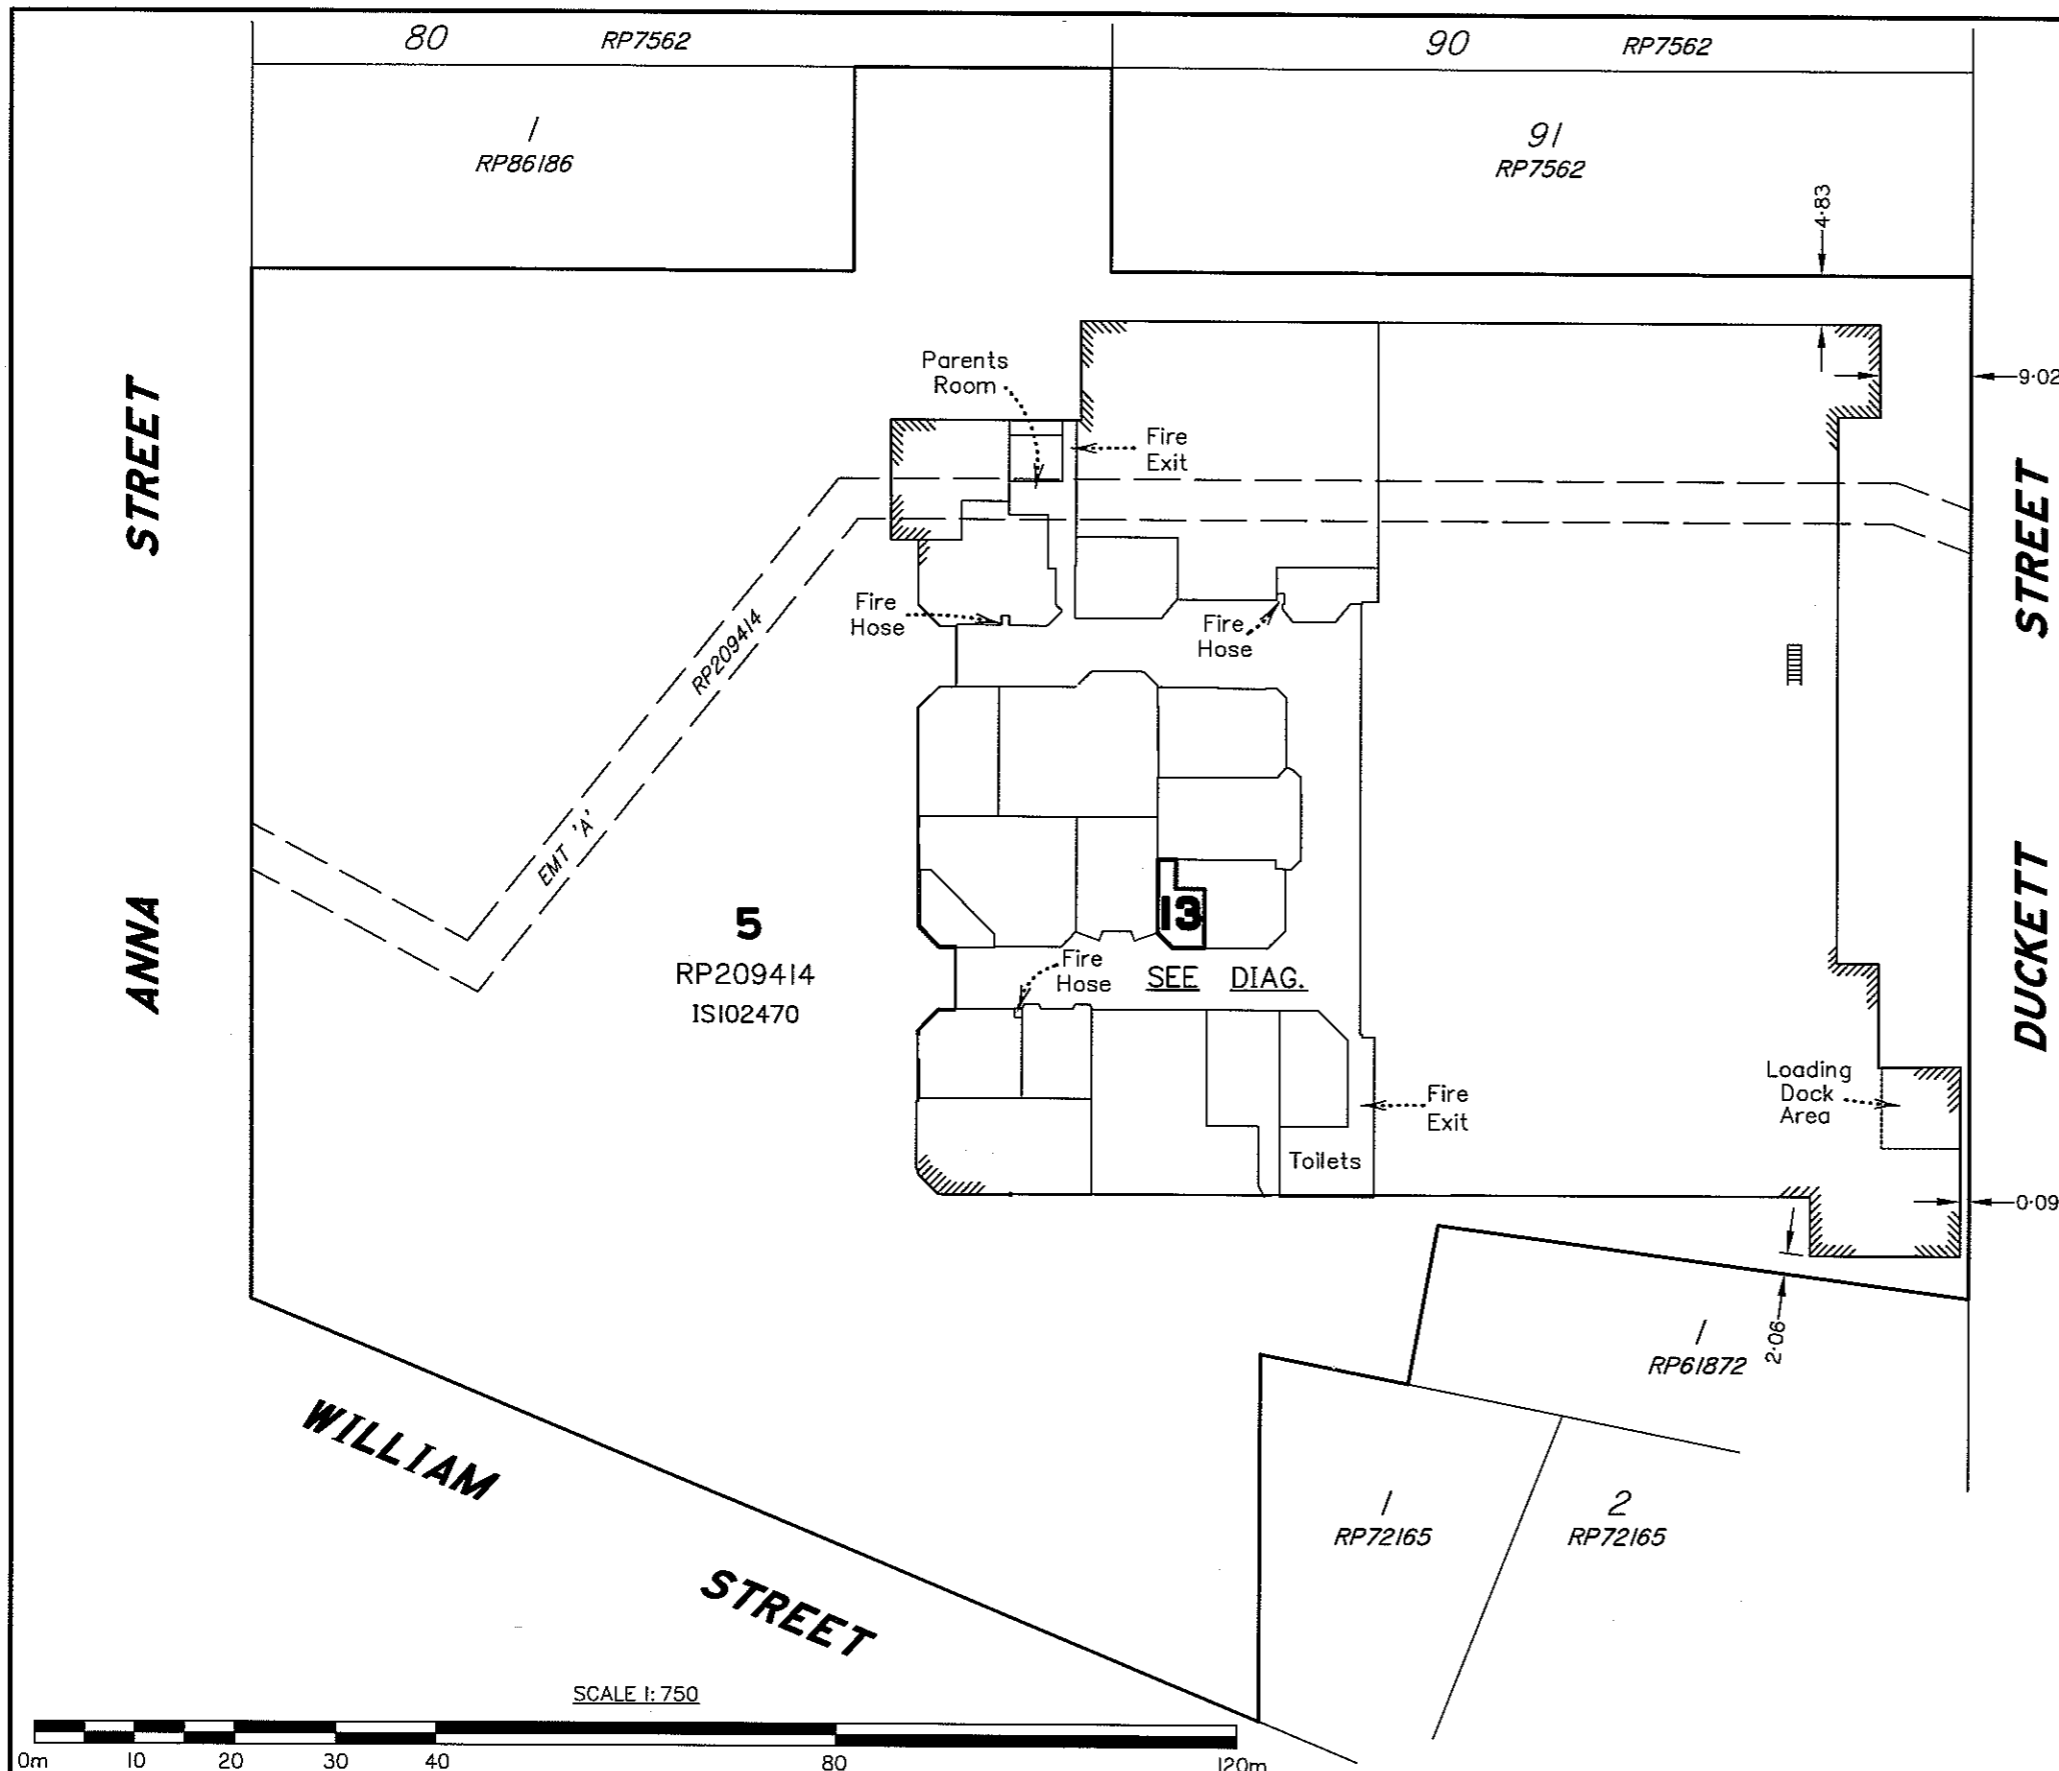 80 RP7562 90 RP7562
1
RP86186
91
RP7562
4·83
9·02
Parents
Room
Fire
Exit
STREET
STREET
Fire
Hose
Fire
Hose
RP209414
EMT 'A'
ANNA
DUCKETT
5
RP209414
IS102470
13
SEE DIAG.
Fire
Hose
Loading
Dock
Area
Fire
Exit
Toilets
0·09
2·06
1
RP61872
WILLIAM
STREET
1
RP72165
2
RP72165
SCALE 1: 750
0m 10 20 30 40 80 120m